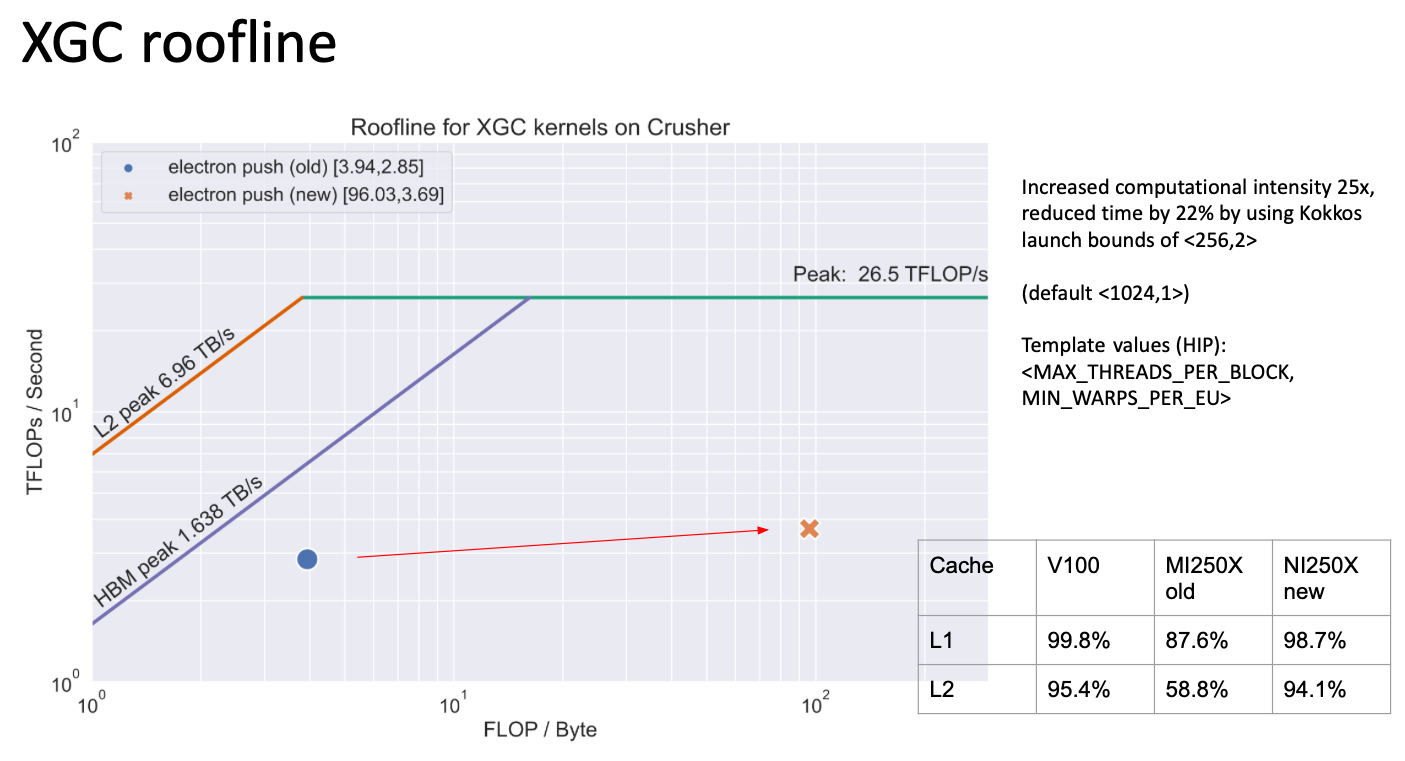 XGC roofline
Roofline for XGC kernels on Crusher
10^2
electron push (old) [3.94,2.85]
electron push (new) [96.03,3.69]
Peak: 26.5 TFLOP/s
L2 peak 6.96 TB/s
HBM peak 1.638 TB/s
TFLOPs / Second
10^1
10^0
10^0
10^1
10^2
FLOP / Byte
Increased computational intensity 25x,
reduced time by 22% by using Kokkos
launch bounds of <256,2>
(default <1024,1>)
Template values (HIP):
<MAX_THREADS_PER_BLOCK,
MIN_WARPS_PER_EU>
Cache V100 MI250X old NI250X new
L1 99.8% 87.6% 98.7%
L2 95.4% 58.8% 94.1%